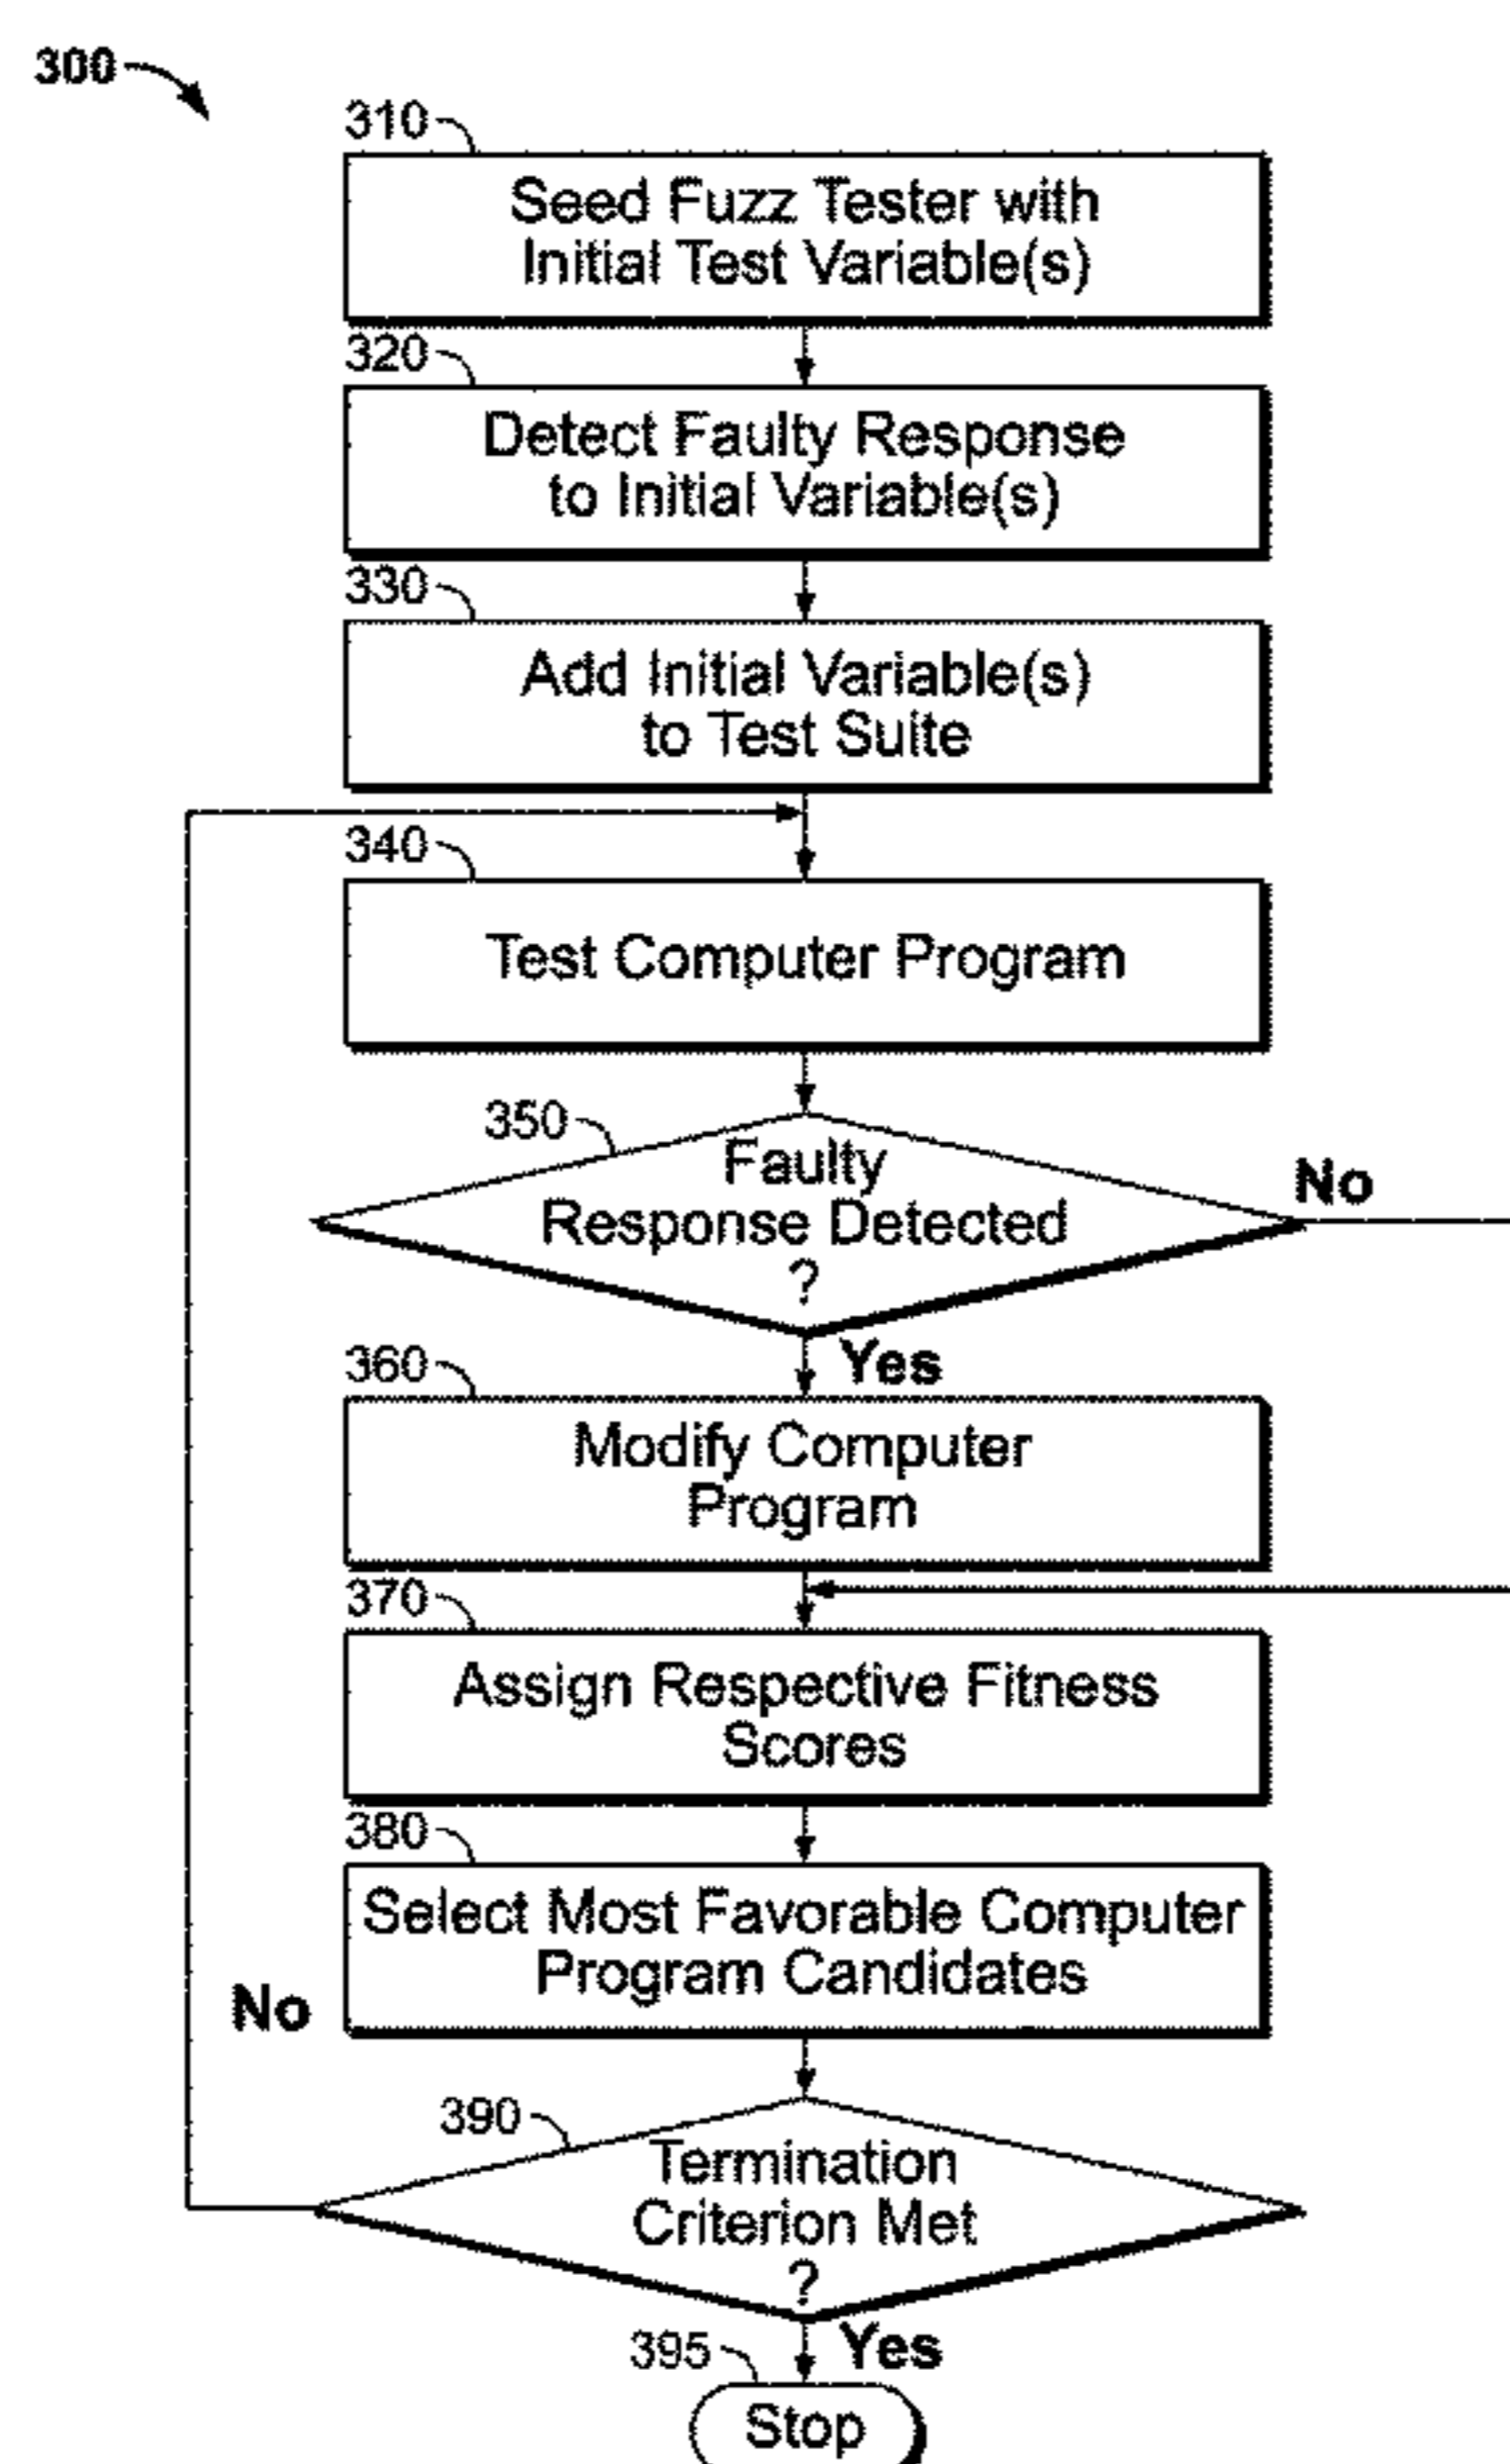 300
310
Seed Fuzz Tester with
Initial Test Variable(s)
320
Detect Faulty Response
to Initial Variable(s)
330
Add Initial Variable(s)
to Test Suite
340
Test Computer Program
350
Faulty
Response Detected
?
No
Yes
360
Modify Computer
Program
370
Assign Respective Fitness
Scores
380
Select Most Favorable Computer
Program Candidates
No
390
Termination
Criterion Met
?
Yes
395
Stop